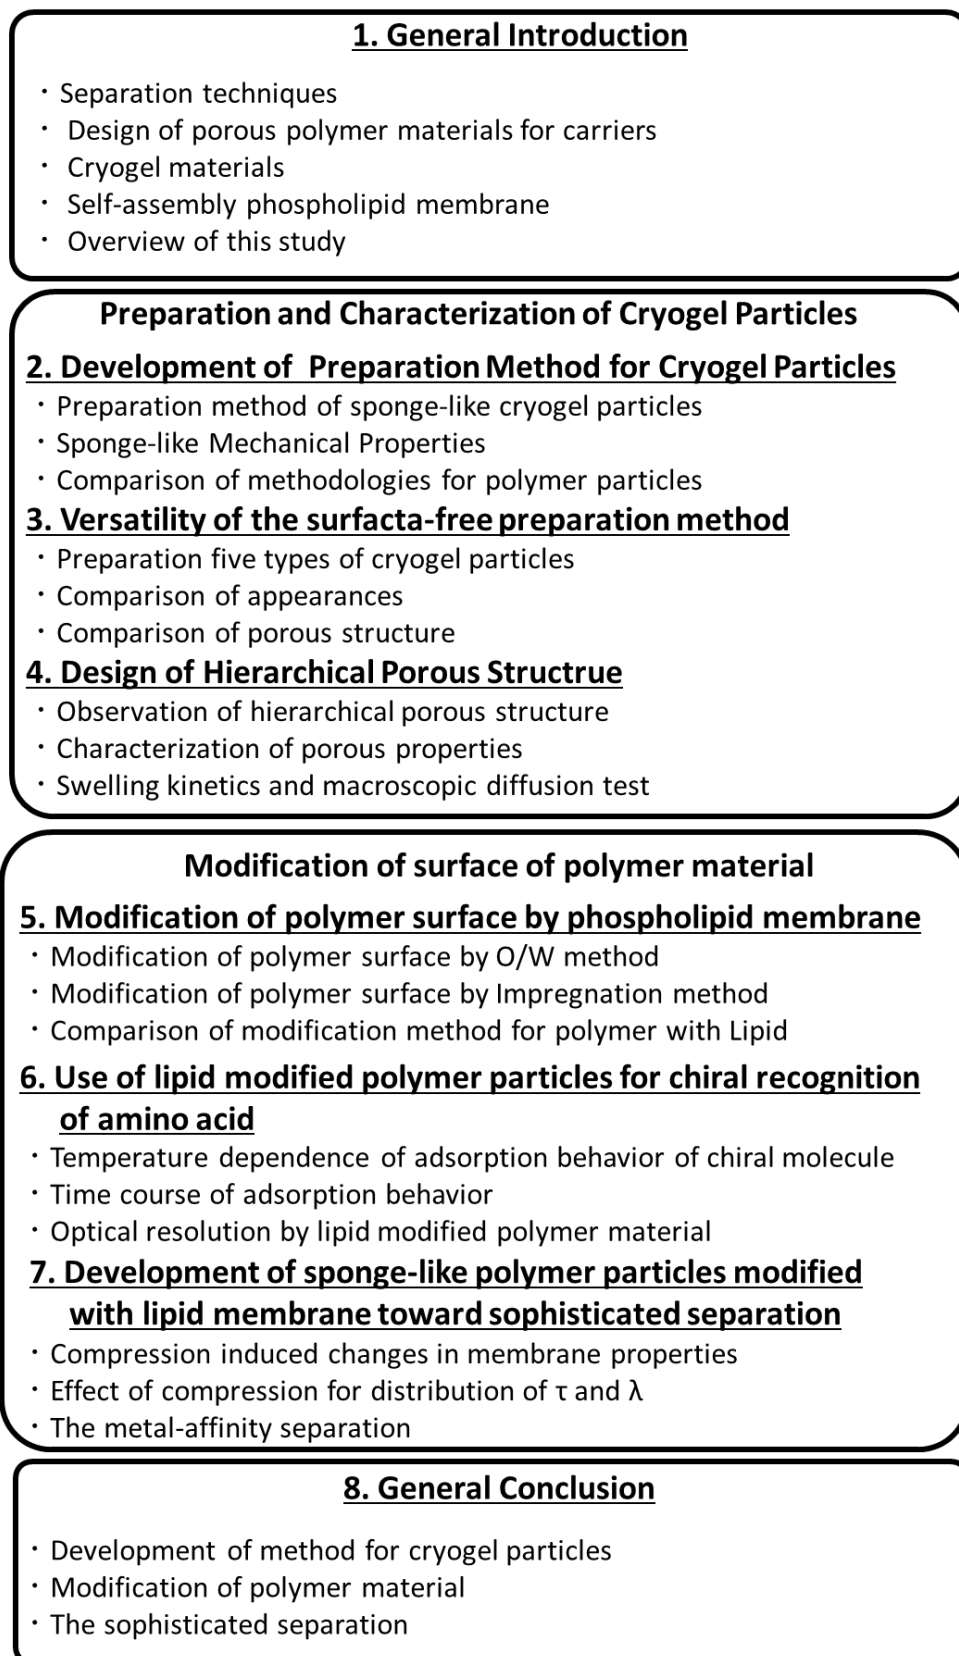 1. General Introduction
・Separation techniques
・ Design of porous polymer materials for carriers
・ Cryogel materials
・ Self-assembly phospholipid membrane
・ Overview of this study
Preparation and Characterization of Cryogel Particles
2. Development of  Preparation Method for Cryogel Particles
・Preparation method of sponge-like cryogel particles
・Sponge-like Mechanical Properties
・Comparison of methodologies for polymer particles
3. Versatility of the surfacta-free preparation method
・Preparation five types of cryogel particles
・Comparison of appearances
・Comparison of porous structure
4. Design of Hierarchical Porous Structrue
・Observation of hierarchical porous structure
・Characterization of porous properties
・Swelling kinetics and macroscopic diffusion test
Modification of surface of polymer material
5. Modification of polymer surface by phospholipid membrane
・Modification of polymer surface by O/W method
・Modification of polymer surface by Impregnation method
・Comparison of modification method for polymer with Lipid
6. Use of lipid modified polymer particles for chiral recognition
of amino acid
・Temperature dependence of adsorption behavior of chiral molecule
・Time course of adsorption behavior
・Optical resolution by lipid modified polymer material
7. Development of sponge-like polymer particles modified
with lipid membrane toward sophisticated separation
・Compression induced changes in membrane properties
・Effect of compression for distribution of τ and λ
・The metal-affinity separation
8. General Conclusion
・Development of method for cryogel particles
・Modification of polymer material
・The sophisticated separation